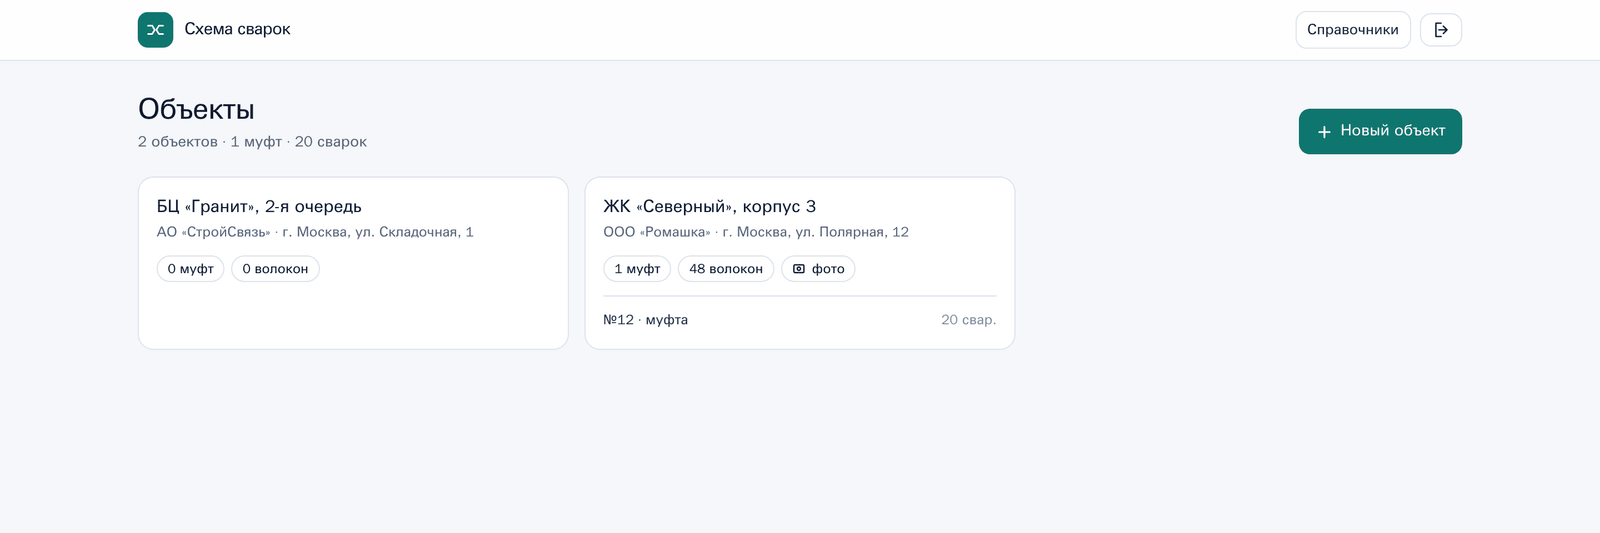 Схема сварок
Справочники
Объекты
2 объектов · 1 муфт · 20 сварок
+ Новый объект
БЦ «Гранит», 2-я очередь
АО «СтройСвязь» · г. Москва, ул. Складочная, 1
0 муфт
0 волокон
ЖК «Северный», корпус 3
ООО «Ромашка» · г. Москва, ул. Полярная, 12
1 муфт
48 волокон
фото
№12 · муфта
20 свар.